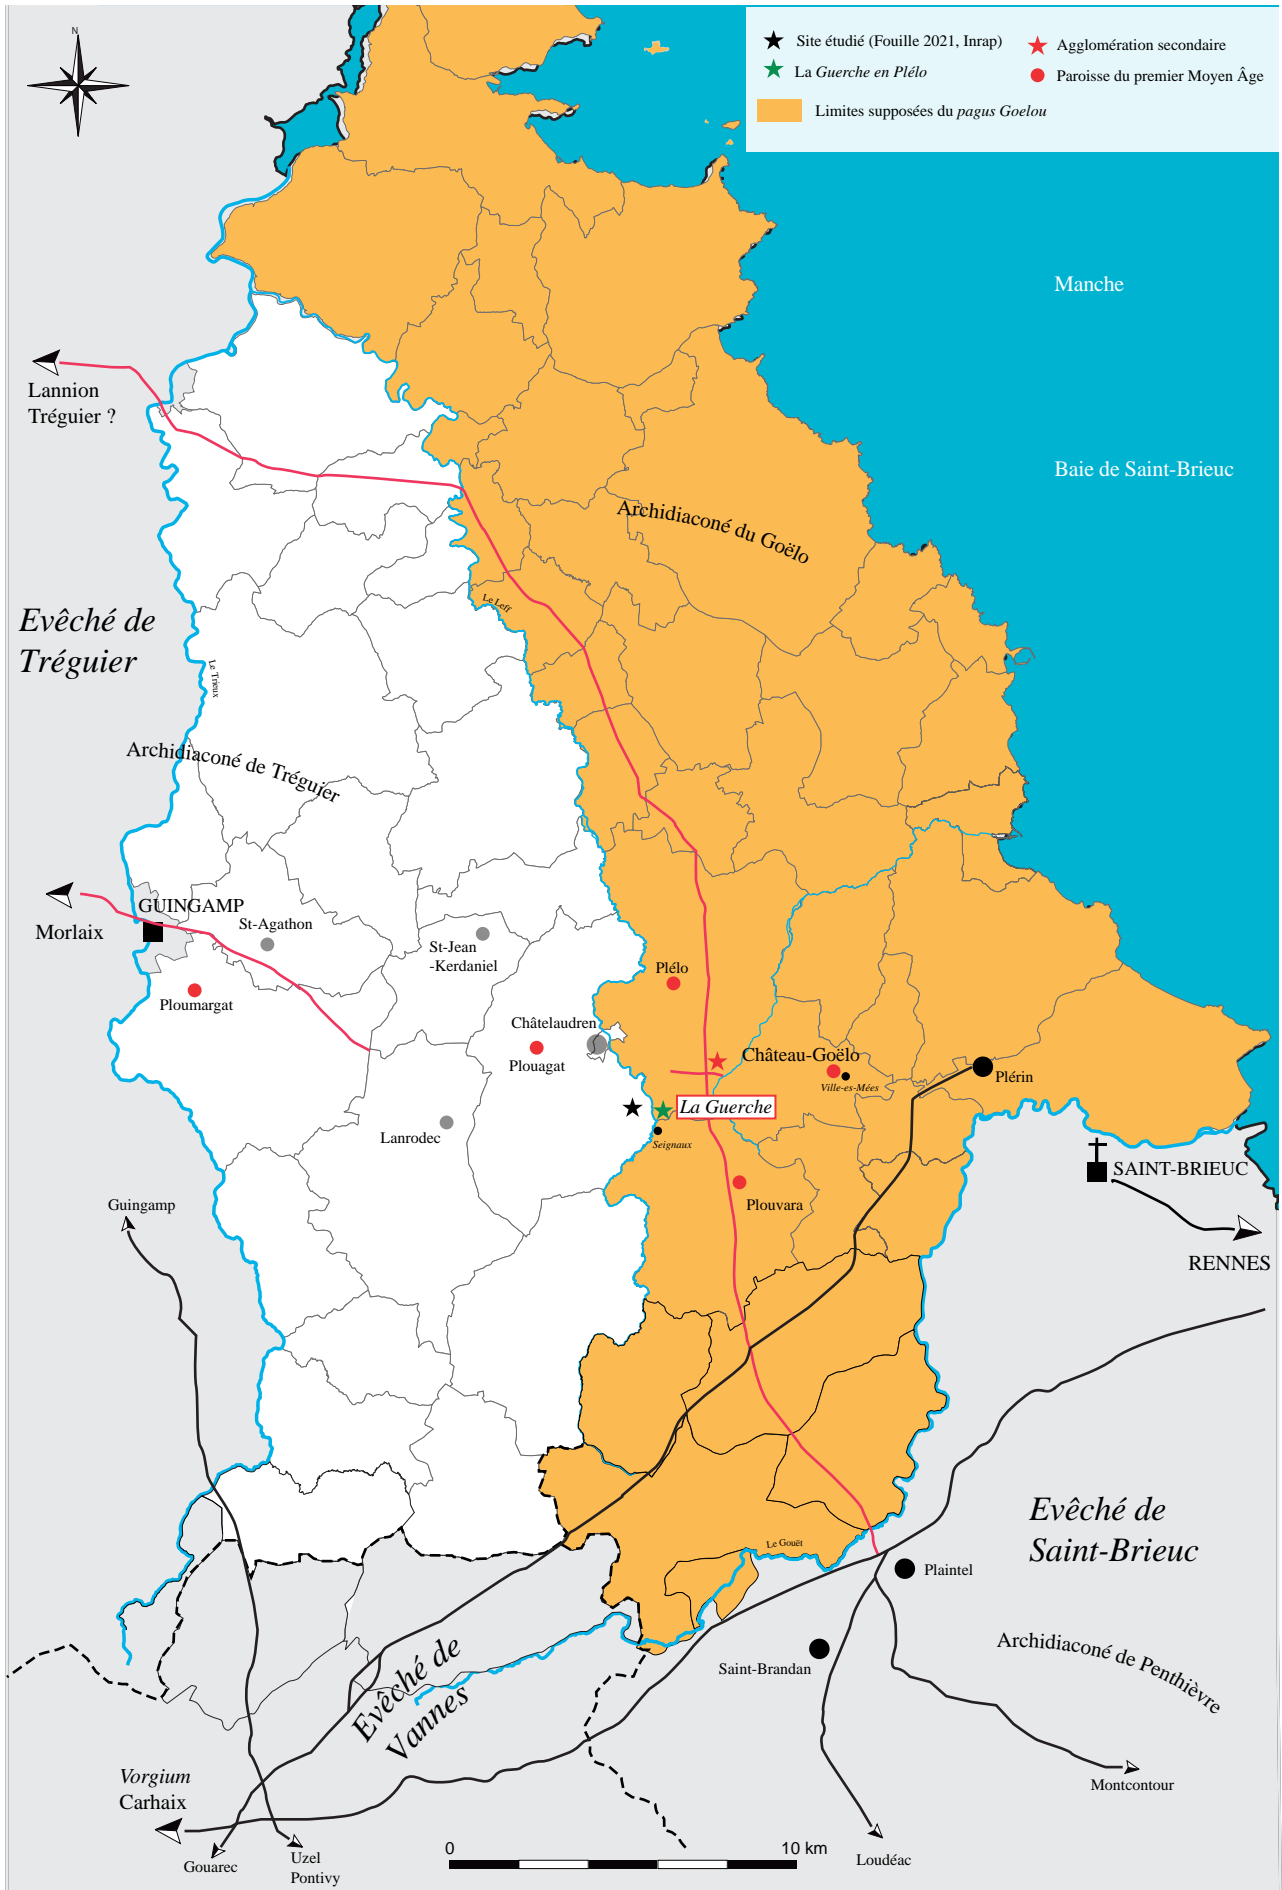 N
Site étudié (Fouille 2021, Inrap)
Agglomération secondaire
La Guerche en Plélo
Paroisse du premier Moyen Âge
Limites supposées du pagus Goelou
Manche
Lannion
Tréguier ?
Baie de Saint-Brieuc
Archidiaconé du Goëlo
Le Leff
Evêché de
Tréguier
Le Trieux
Archidiaconé de Tréguier
GUINGAMP
Morlaix
St-Agathon
St-Jean
-Kerdaniel
Plélo
Ploumargat
Châtelaudren
Plouagat
Château-Goëlo
Ville-es-Mées
Plérin
La Guerche
Lanrodec
Seignaux
SAINT-BRIEUC
Plouvara
Guingamp
RENNES
Evêché de
Saint-Brieuc
Le Gouët
Plaintel
Archidiaconé de Penthièvre
Saint-Brandan
Evêché de
Vannes
Vorgium
Carhaix
Montcontour
0
10 km
Gouarec
Uzel
Pontivy
Loudéac